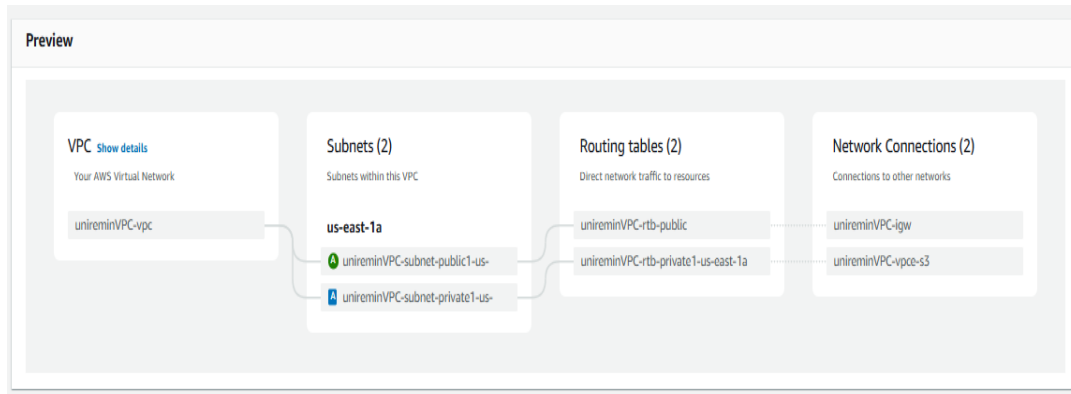 Preview
VPC Show details
Your AWS Virtual Network
unireminVPC-vpc
Subnets (2)
Subnets within this VPC
us-east-1a
A unireminVPC-subnet-public1-us-
A unireminVPC-subnet-private1-us-
Routing tables (2)
Direct network traffic to resources
unireminVPC-rtb-public
unireminVPC-rtb-private1-us-east-1a
Network Connections (2)
Connections to other networks
unireminVPC-igw
unireminVPC-vpce-s3